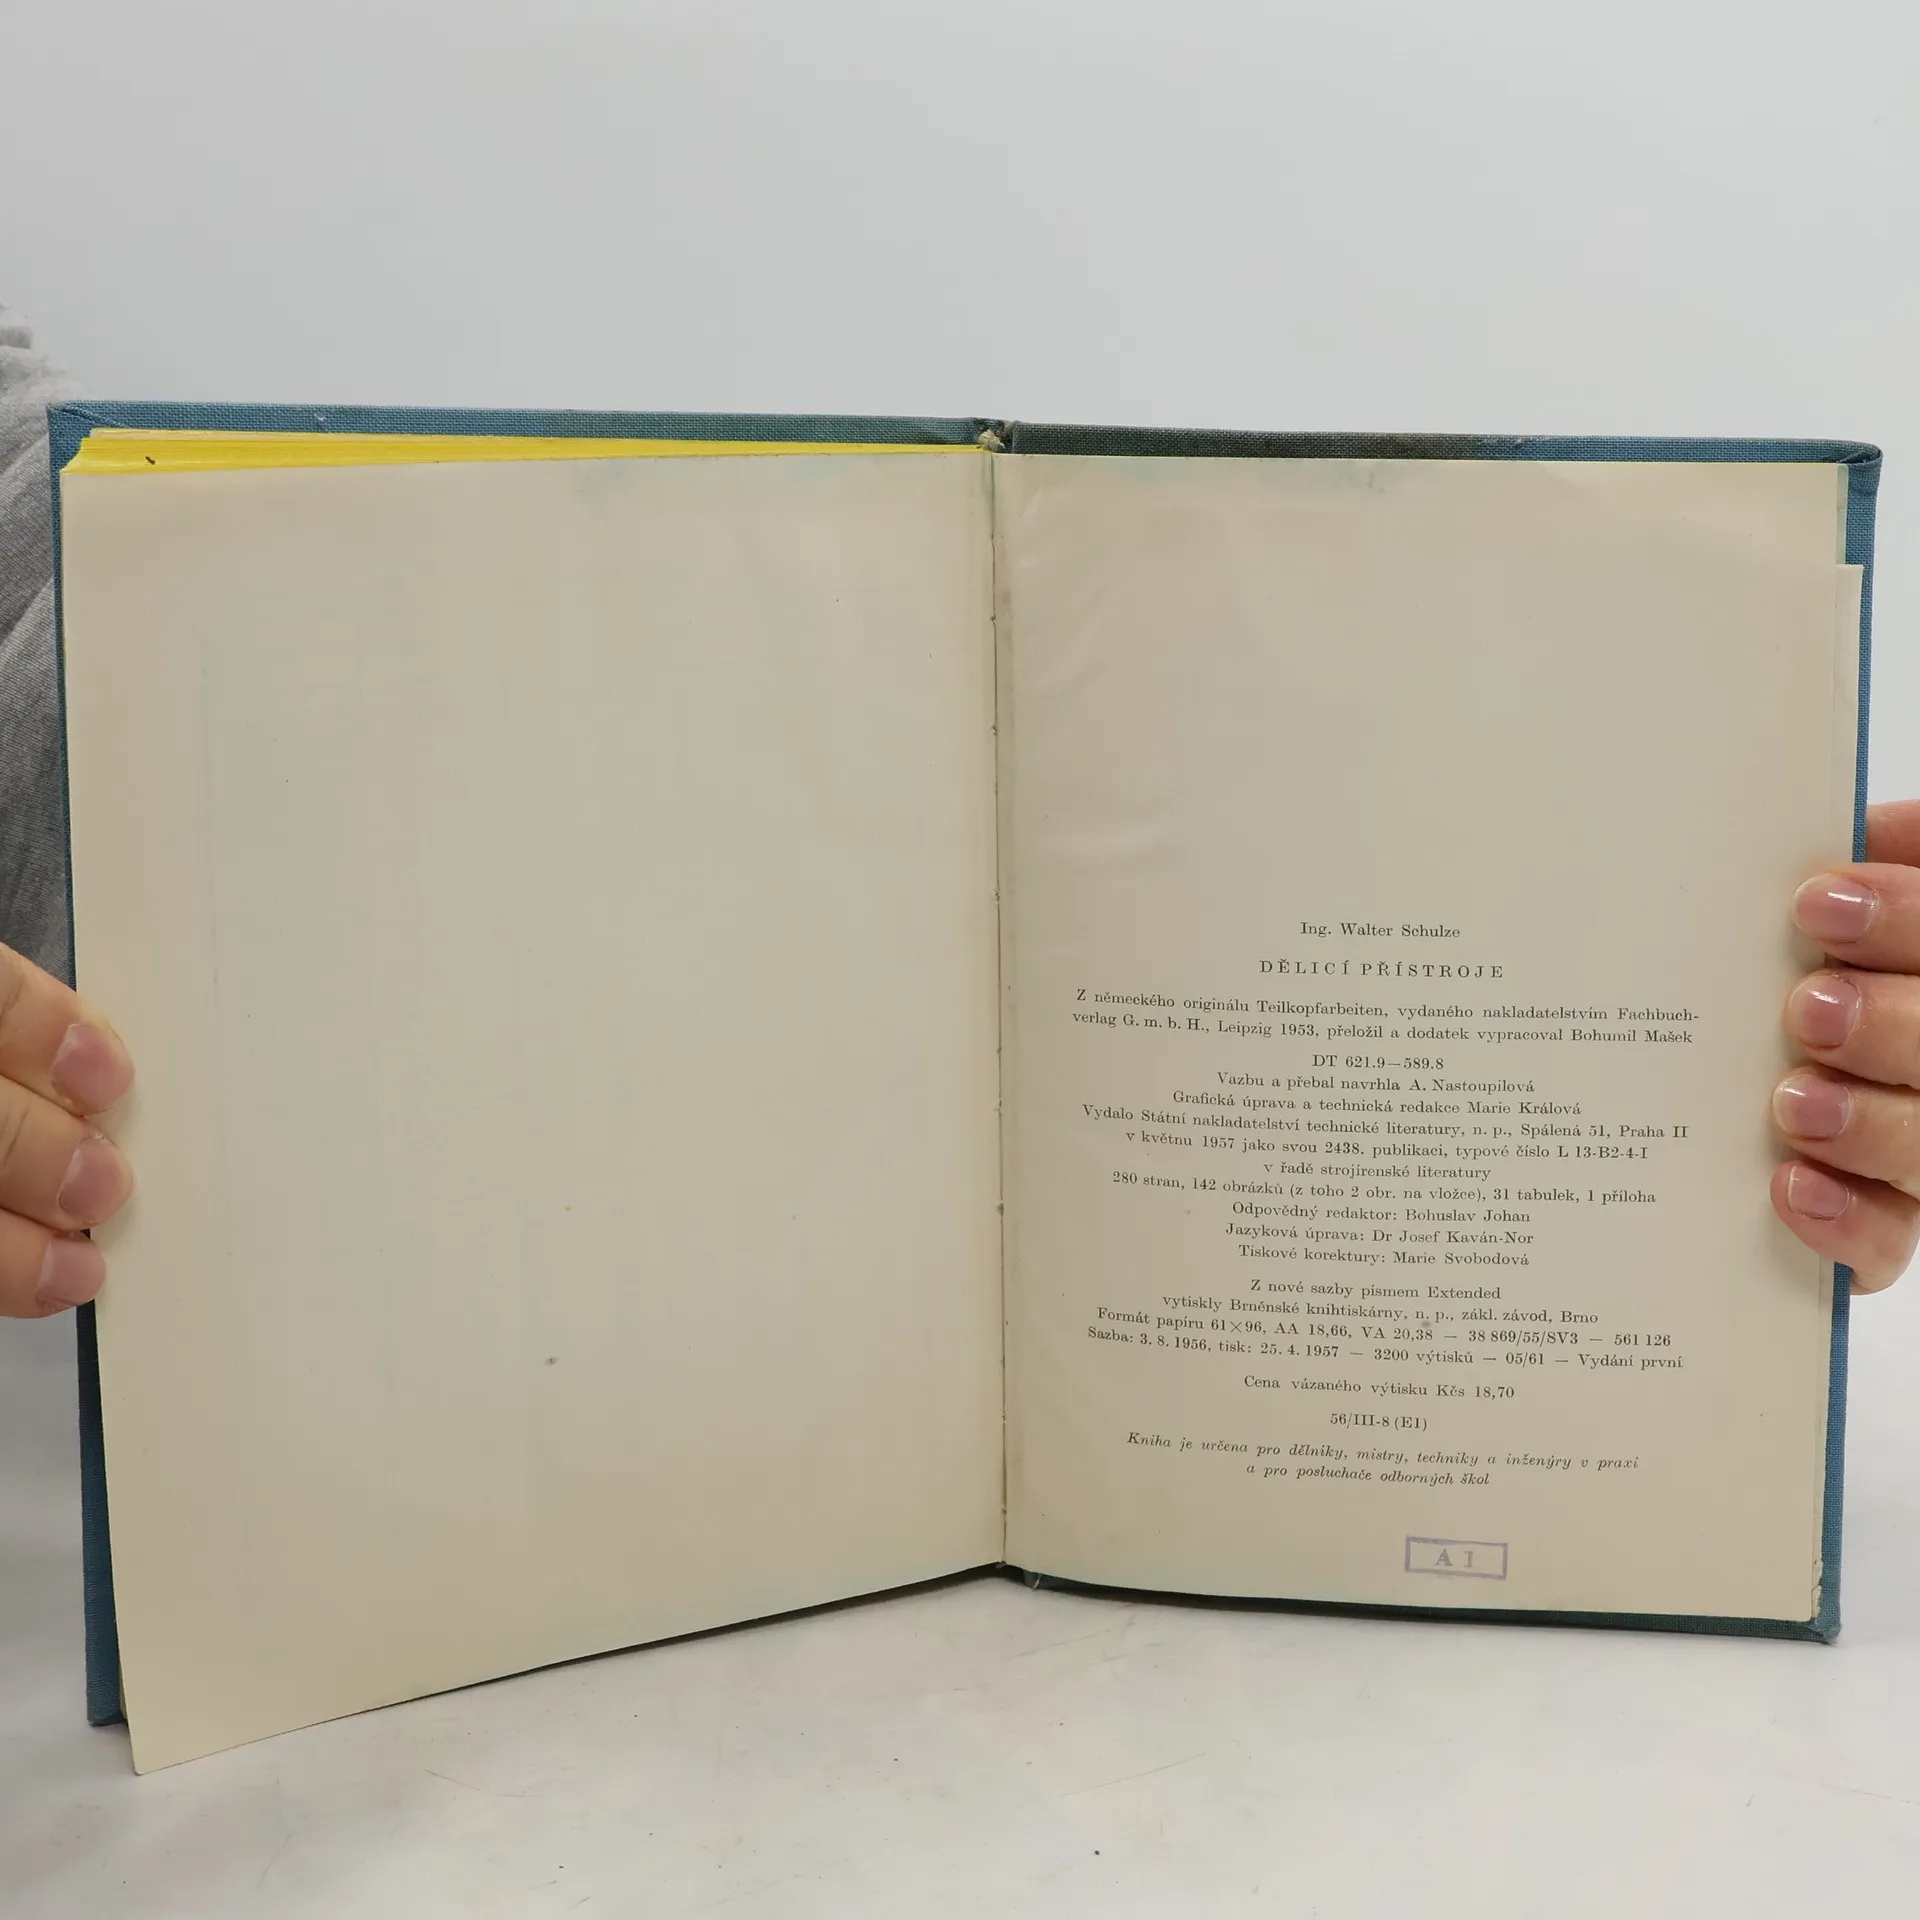 Ing. Walter Schulze
DĚLICÍ PŘÍSTROJE
Z německého originálu Teilkopfarbeiten, vydaného nakladatelstvím Fachbuch-
verlag G. m. b. H., Leipzig 1953, přeložil a dodatek vypracoval Bohumil Mašek
DT 621.9—589.8
Vazbu a přebal navrhla A. Nastoupilová
Grafická úprava a technická redakce Marie Králová
Vydalo Státní nakladatelství technické literatury, n. p., Spálená 51, Praha II
v květnu 1957 jako svou 2438. publikaci, typové číslo L 13-B2-4-I
v řadě strojírenské literatury
280 stran, 142 obrázků (z toho 2 obr. na vložce), 31 tabulek, 1 příloha
Odpovědný redaktor: Bohuslav Johan
Jazyková úprava: Dr Josef Kaván-Nor
Tiskové korektury: Marie Svobodová
Z nové sazby písmem Extended
vytiskly Brněnské knihtiskárny, n. p., zákl. závod, Brno
Formát papíru 61×96, AA 18,66, VA 20,38 — 38 869/55/SV3 — 561 126
Sazba: 3. 8. 1956, tisk: 25. 4. 1957 — 3200 výtisků — 05/61 — Vydání první
Cena vázaného výtisku Kčs 18,70
56/III-8 (E1)
Kniha je určena pro dělníky, mistry, techniky a inženýry v praxi
a pro posluchače odborných škol
A I